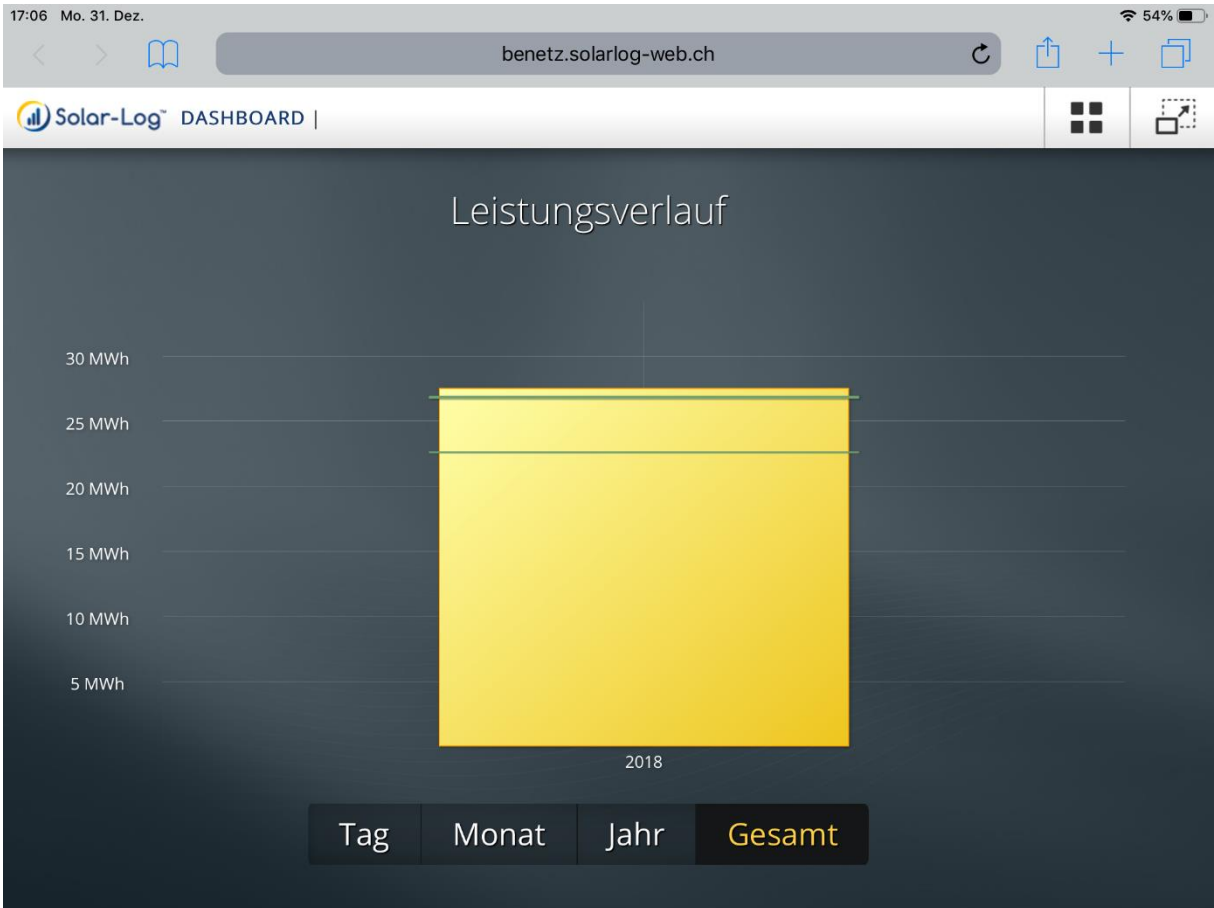 17:06 Mo. 31. Dez. 54%
benetz.solarlog-web.ch
Solar-Log™ DASHBOARD |
Leistungsverlauf
30 MWh
25 MWh
20 MWh
15 MWh
10 MWh
5 MWh
2018
Tag Monat Jahr Gesamt